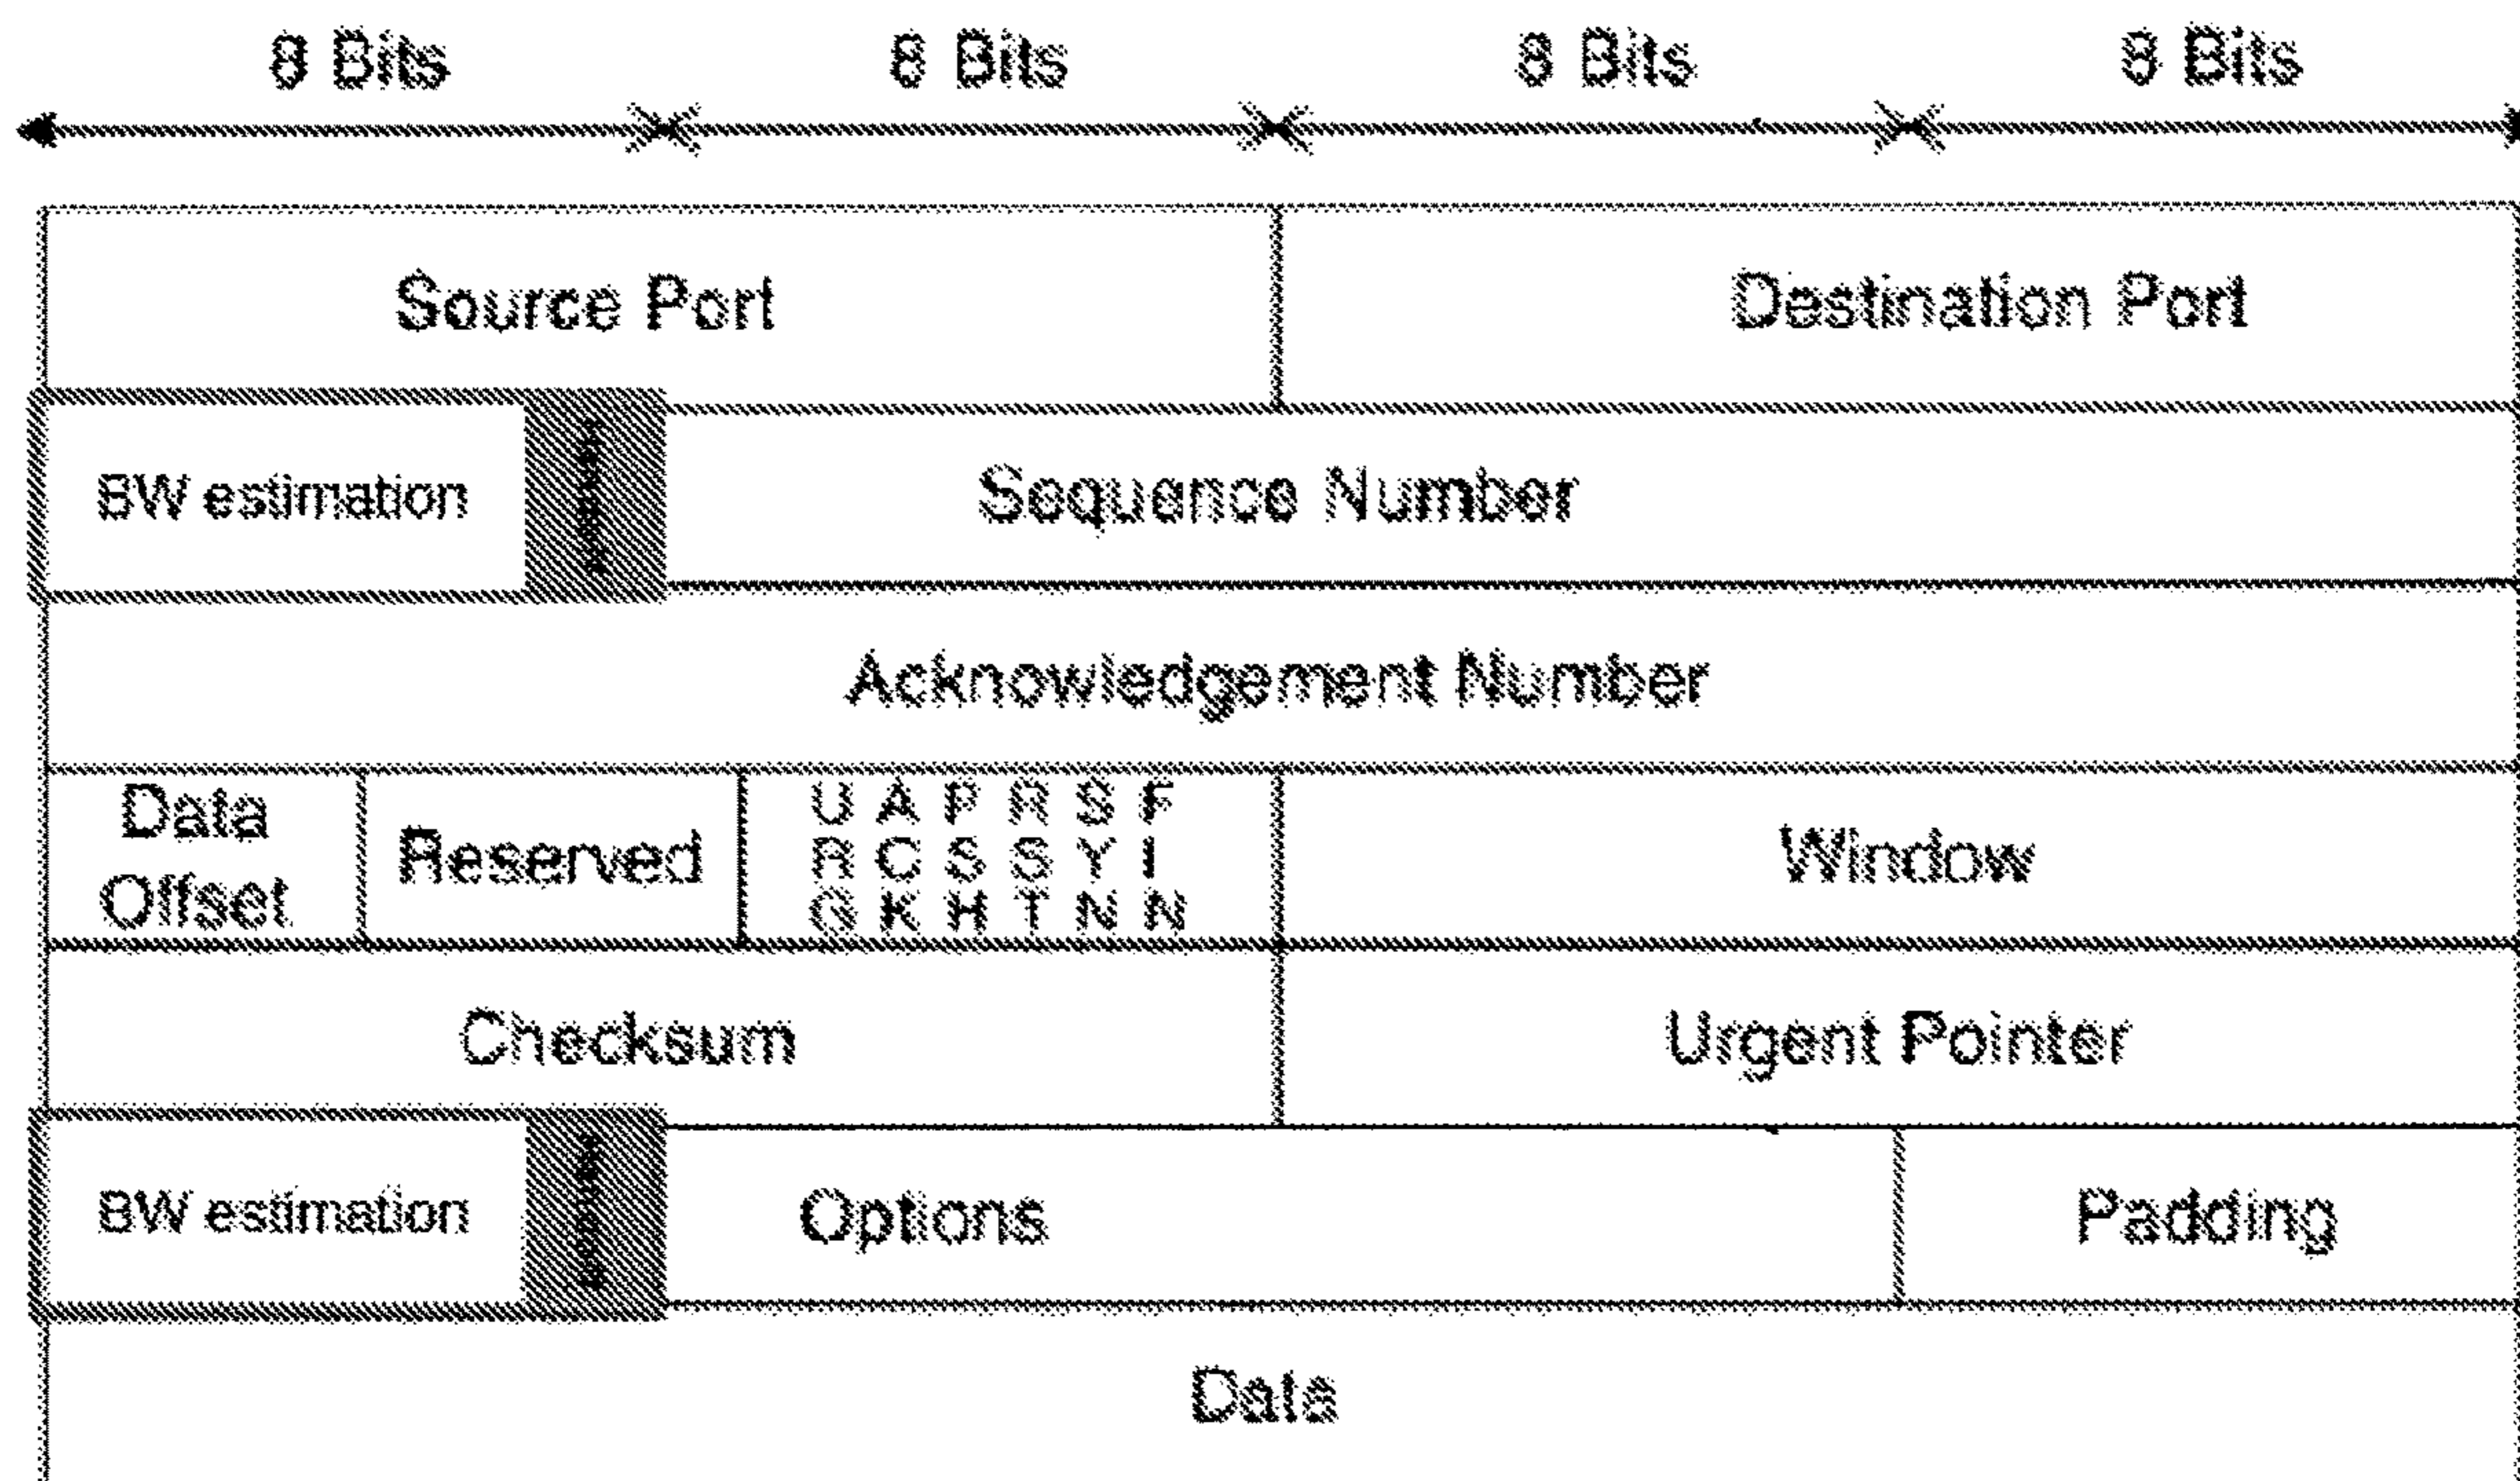 8 Bits 8 Bits 8 Bits 8 Bits
Source Port Destination Port
BW estimation Sequence Number
Acknowledgement Number
Data
Offset
Reserved
U A P R S F
R C S S Y I
G K H T N N
Window
Checksum Urgent Pointer
BW estimation Options Padding
Data